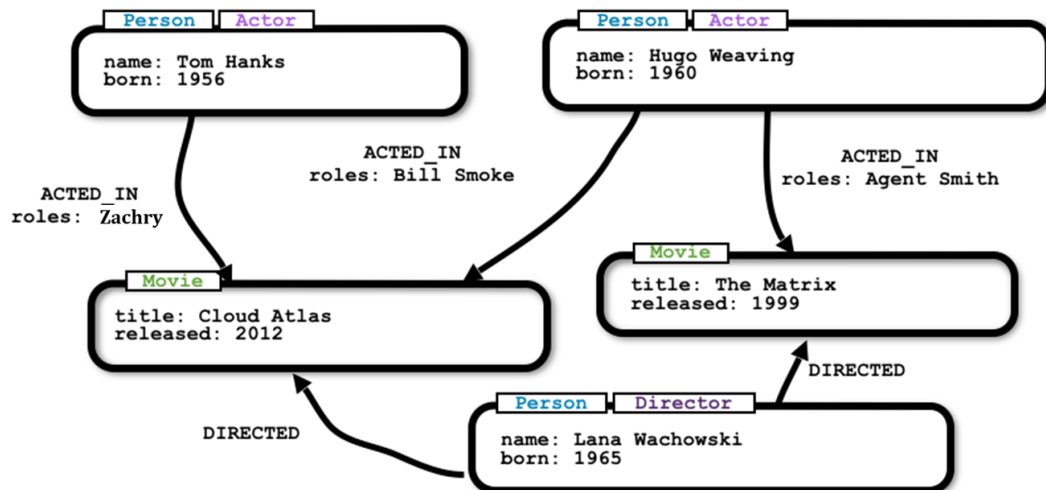 Person Actor
name: Tom Hanks
born: 1956
Person Actor
name: Hugo Weaving
born: 1960
ACTED_IN
roles: Zachry
ACTED_IN
roles: Bill Smoke
ACTED_IN
roles: Agent Smith
Movie
title: Cloud Atlas
released: 2012
Movie
title: The Matrix
released: 1999
DIRECTED
DIRECTED
Person Director
name: Lana Wachowski
born: 1965